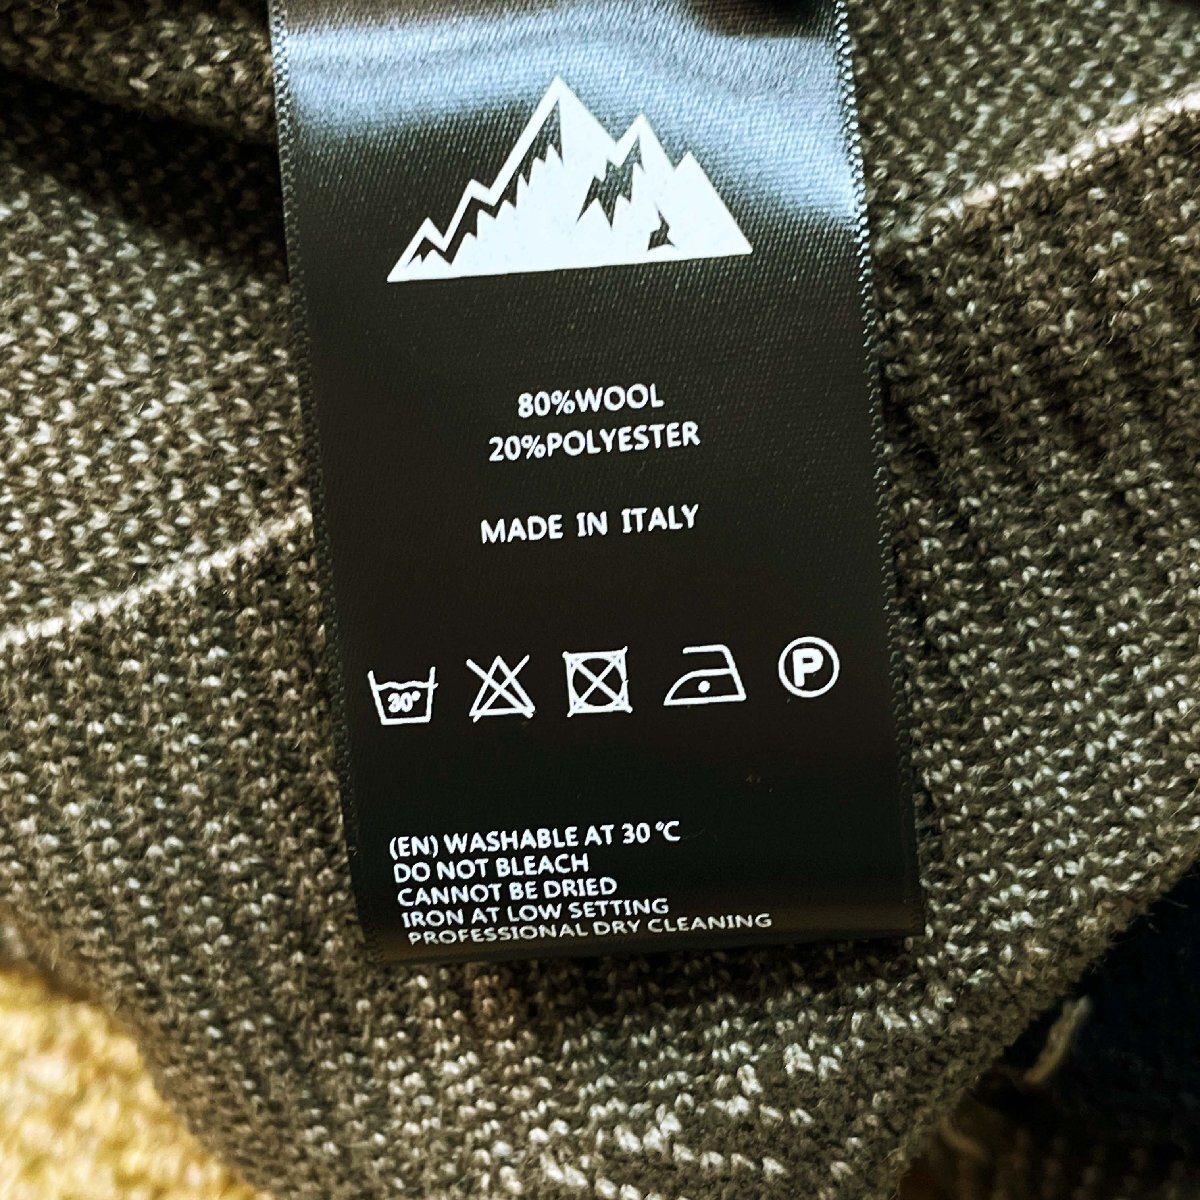 80%WOOL
20%POLYESTER
MADE IN ITALY
30° P
(EN) WASHABLE AT 30 °C
DO NOT BLEACH
CANNOT BE DRIED
IRON AT LOW SETTING
PROFESSIONAL DRY CLEANING